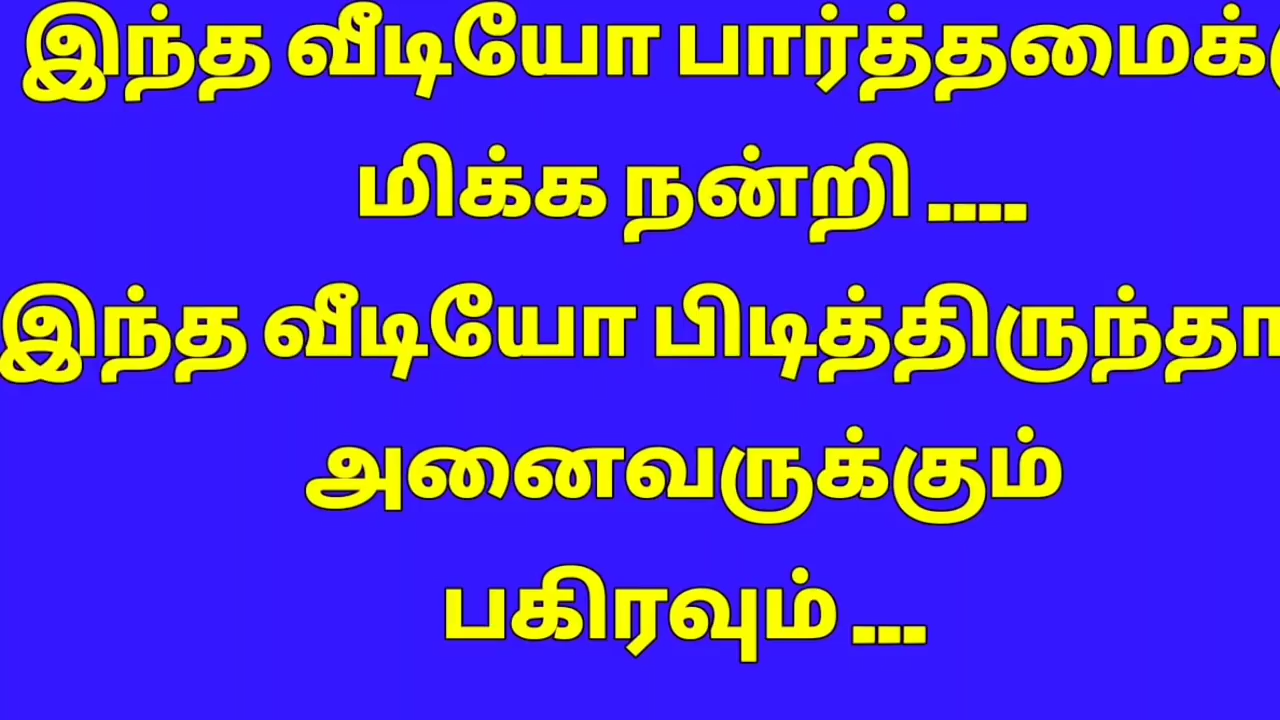 இந்த வீடியோ பார்த்தமைக்கு
மிக்க நன்றி ....
இந்த வீடியோ பிடித்திருந்தா
அனைவருக்கும்
பகிரவும் ...